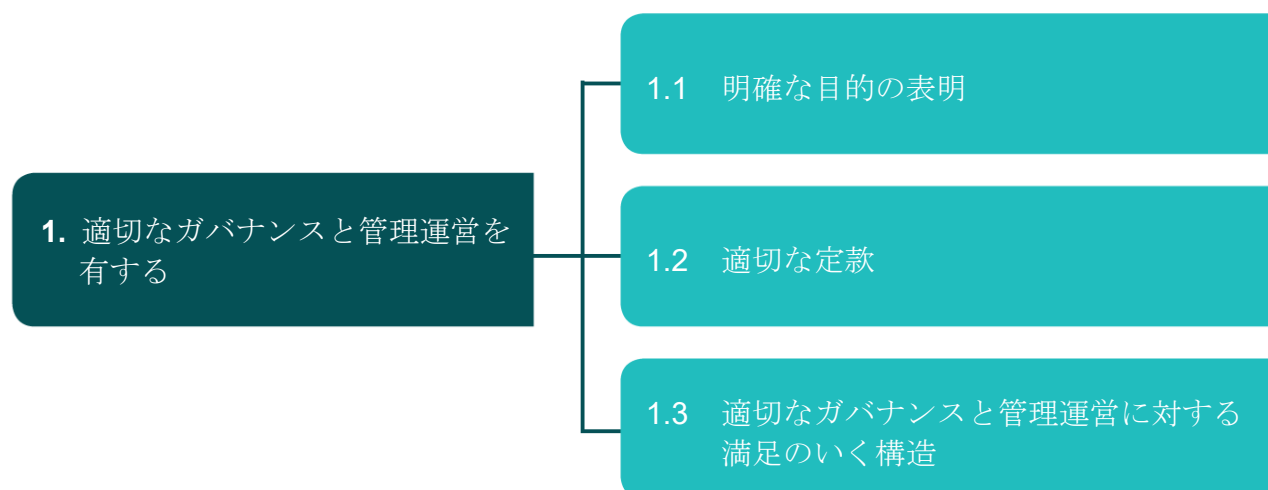 1. 適切なガバナンスと管理運営を
有する
1.1 明確な目的の表明
1.2 適切な定款
1.3 適切なガバナンスと管理運営に対する
満足のいく構造